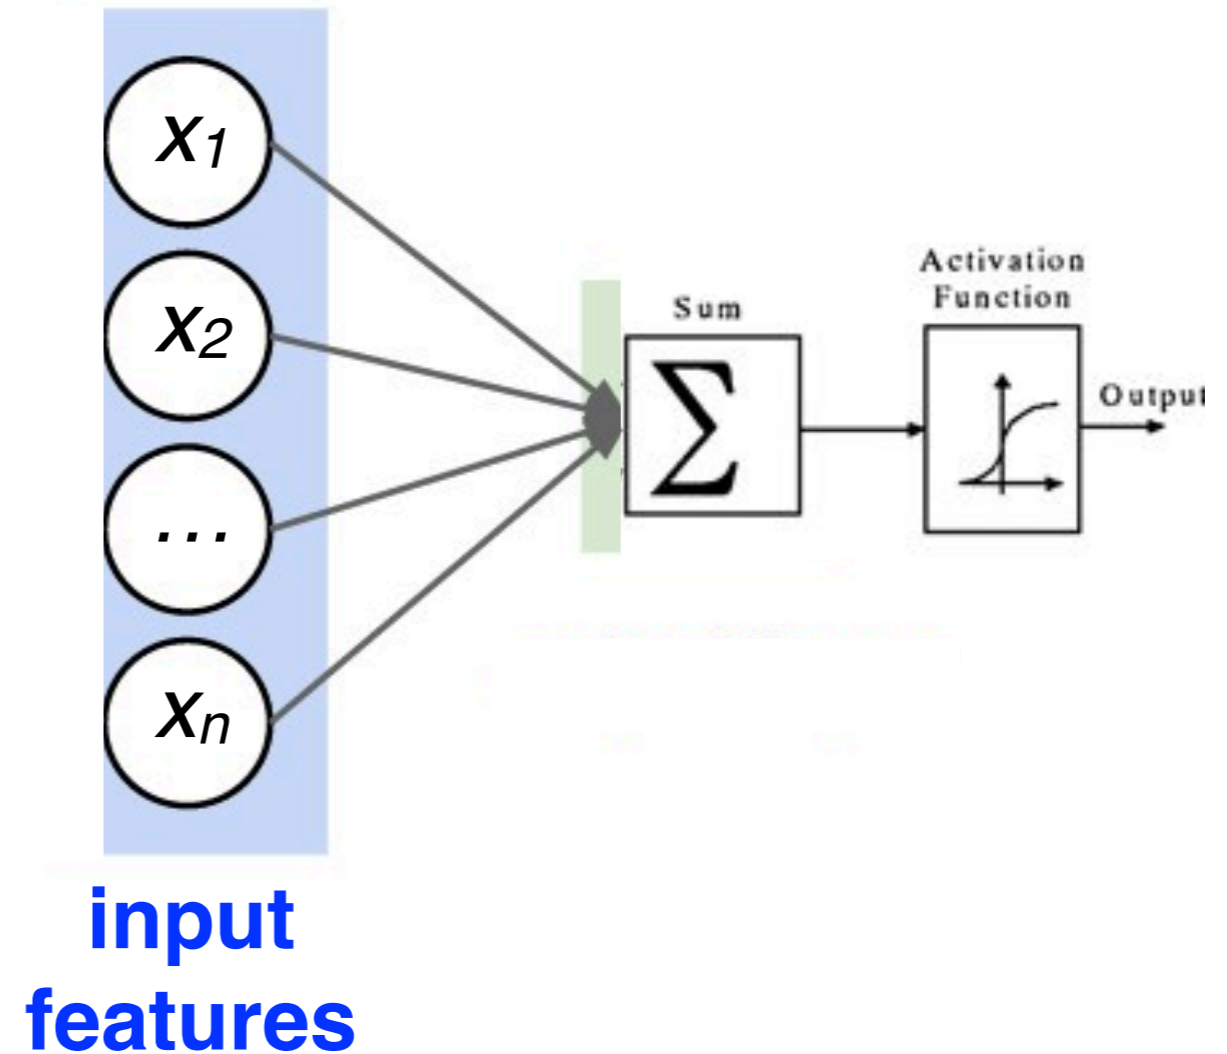 x1
x2
...
xn
Sum
Σ
Activation
Function
Output
input
features